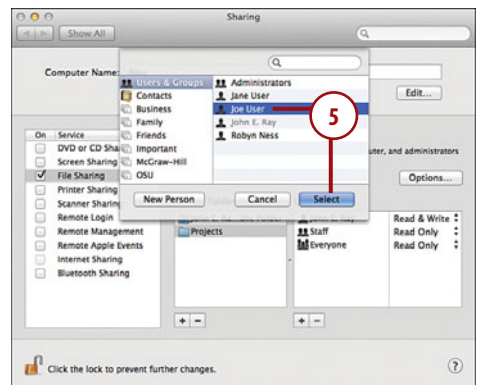 Sharing
Show All
Computer Name:
Edit...
Users & Groups
Contacts
Business
Family
Friends
Important
McGraw-Hill
OSU
Administrators
Jane User
Joe User
John E. Ray
Robyn Ness
5
New Person
Cancel
Select
uter, and administrators
Options...
On Service
DVD or CD Sha
Screen Sharing
File Sharing
Printer Sharing
Scanner Sharing
Remote Login
Remote Management
Remote Apple Events
Internet Sharing
Bluetooth Sharing
Projects
Read & Write
Staff Read Only
Everyone Read Only
+ -
+ -
Click the lock to prevent further changes.
?